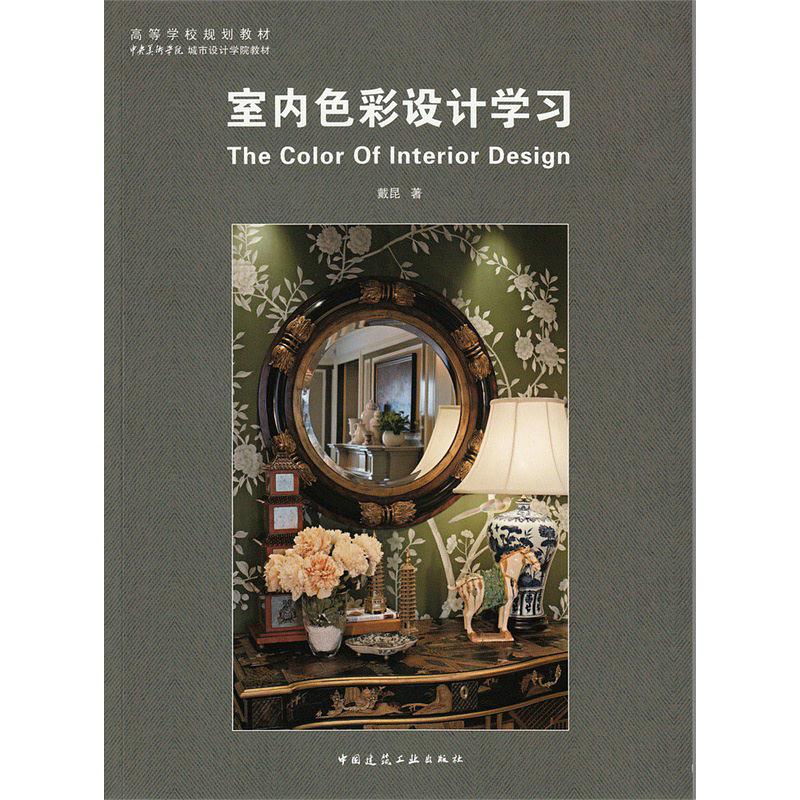 高等学校规划教材
中央美術学院 城市设计学院教材
室内色彩设计学习
The Color Of Interior Design
戴昆 著
中国建筑工业出版社